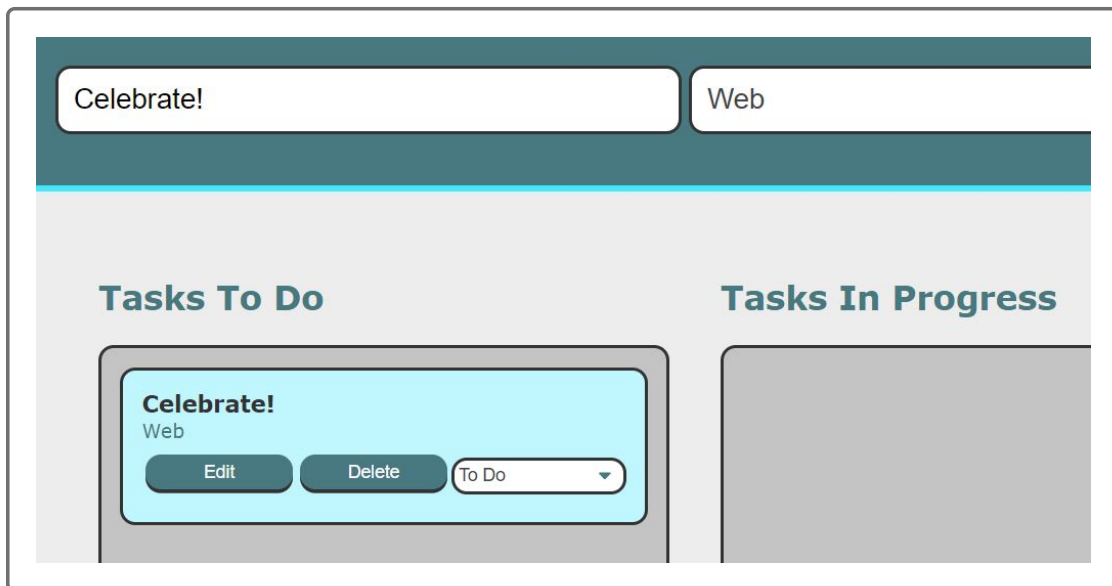 Celebrate! Web
Tasks To Do Tasks In Progress
Celebrate!
Web
Edit Delete To Do